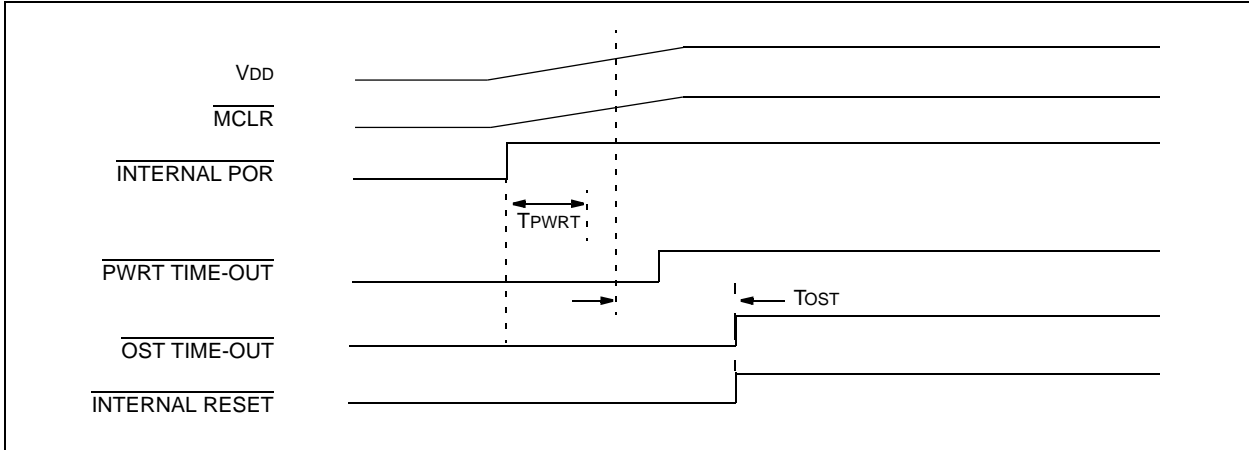 VDD
MCLR
INTERNAL POR
TPWRT
PWRT TIME-OUT
TOST
OST TIME-OUT
INTERNAL RESET